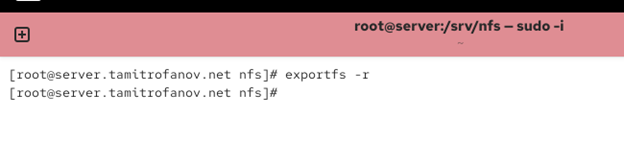 root@server:/srv/nfs — sudo -i
~
[root@server.tamitrofanov.net nfs]# exportfs -r
[root@server.tamitrofanov.net nfs]#